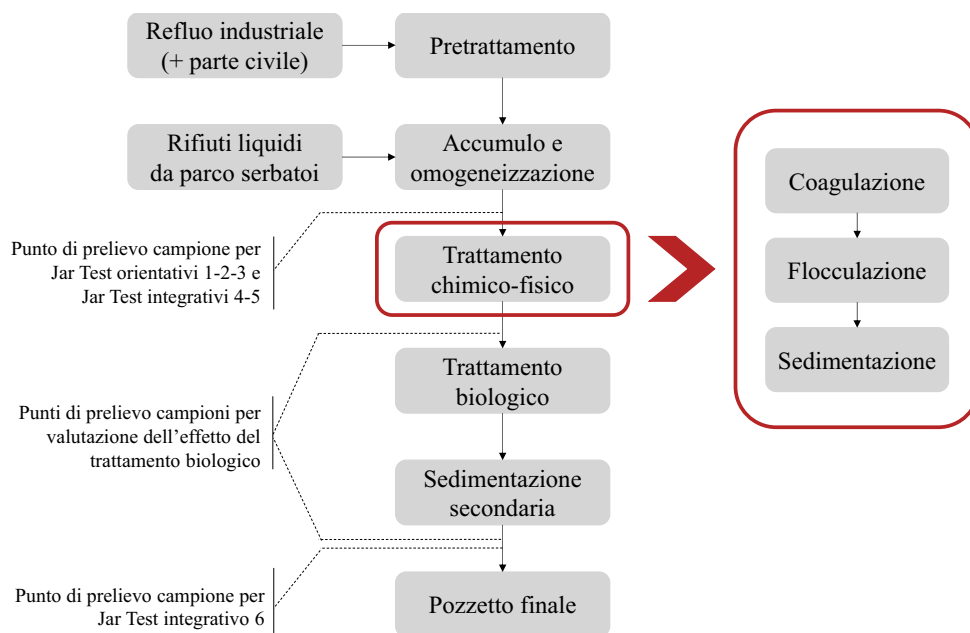 Refluo industriale
(+ parte civile)
Pretrattamento
Rifiuti liquidi
da parco serbatoi
Accumulo e
omogeneizzazione
Punto di prelievo campione per
Jar Test orientativi 1-2-3 e
Jar Test integrativi 4-5
Trattamento
chimico-fisico
Coagulazione
Flocculazione
Sedimentazione
Trattamento
biologico
Punti di prelievo campioni per
valutazione dell’effetto del
trattamento biologico
Sedimentazione
secondaria
Punto di prelievo campione per
Jar Test integrativo 6
Pozzetto finale